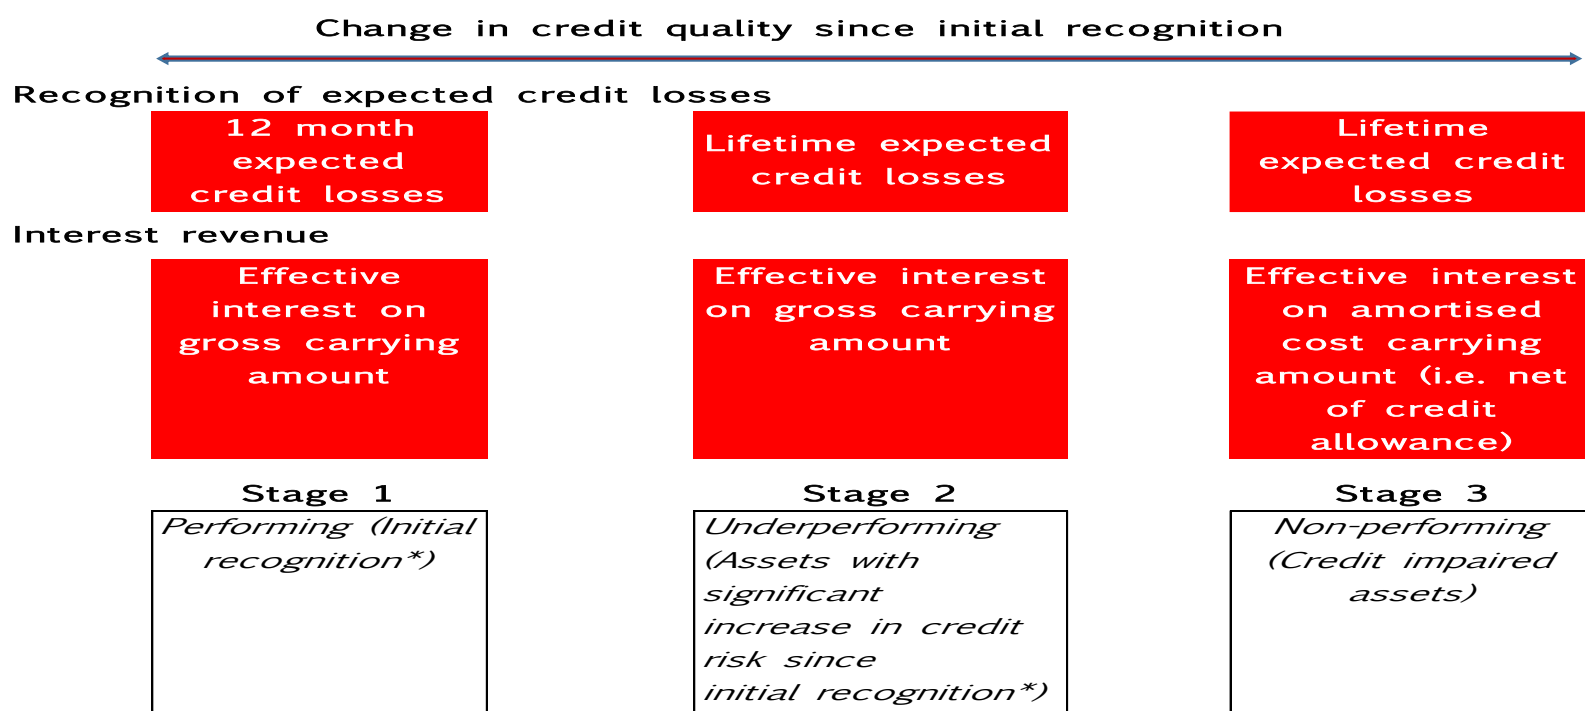 Change in credit quality since initial recognition
Recognition of expected credit losses
12 month
expected
credit losses
Lifetime expected
credit losses
Lifetime
expected credit
losses
Interest revenue
Effective
interest on
gross carrying
amount
Effective interest
on gross carrying
amount
Effective interest
on amortised
cost carrying
amount (i.e. net
of credit
allowance)
Stage 1
Stage 2
Stage 3
Performing (Initial
recognition*)
Underperforming
(Assets with
significant
increase in credit
risk since
initial recognition*)
Non-performing
(Credit impaired
assets)